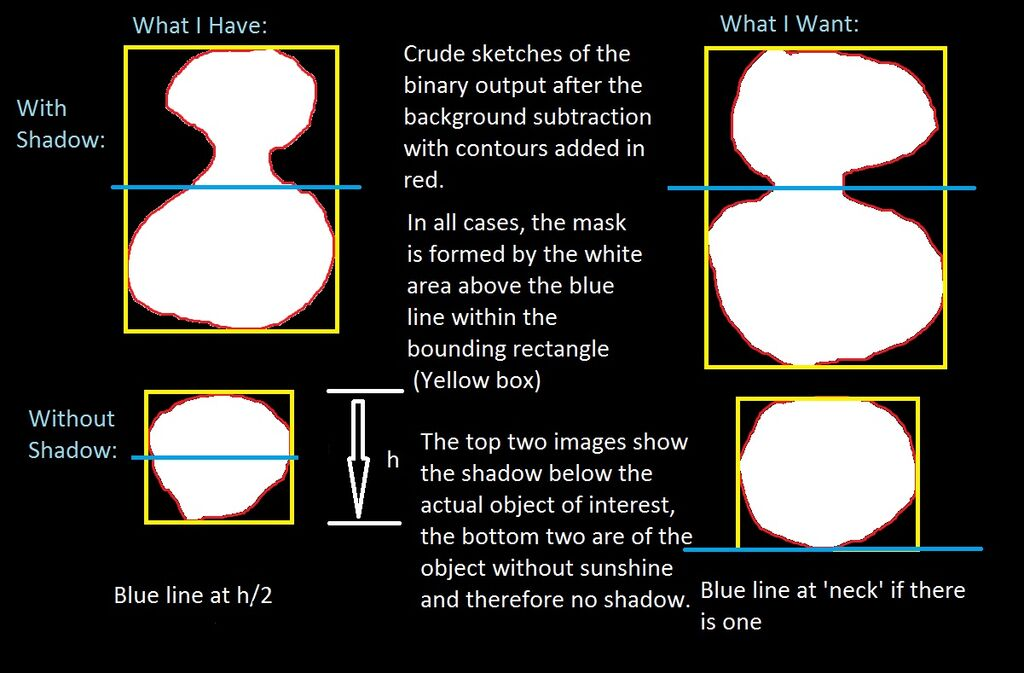 What I Have:
What I Want:
With
Shadow:
Crude sketches of the
binary output after the
background subtraction
with contours added in
red.
In all cases, the mask
is formed by the white
area above the blue
line within the
bounding rectangle
(Yellow box)
Without
Shadow:
h
The top two images show
the shadow below the
actual object of interest,
the bottom two are of the
object without sunshine
and therefore no shadow.
Blue line at h/2
Blue line at 'neck' if there
is one